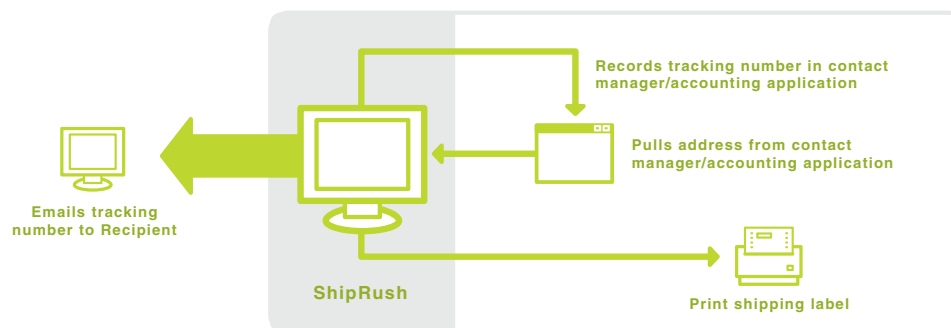 Records tracking number in contact
manager/accounting application
Pulls address from contact
manager/accounting application
Emails tracking
number to Recipient
ShipRush
Print shipping label